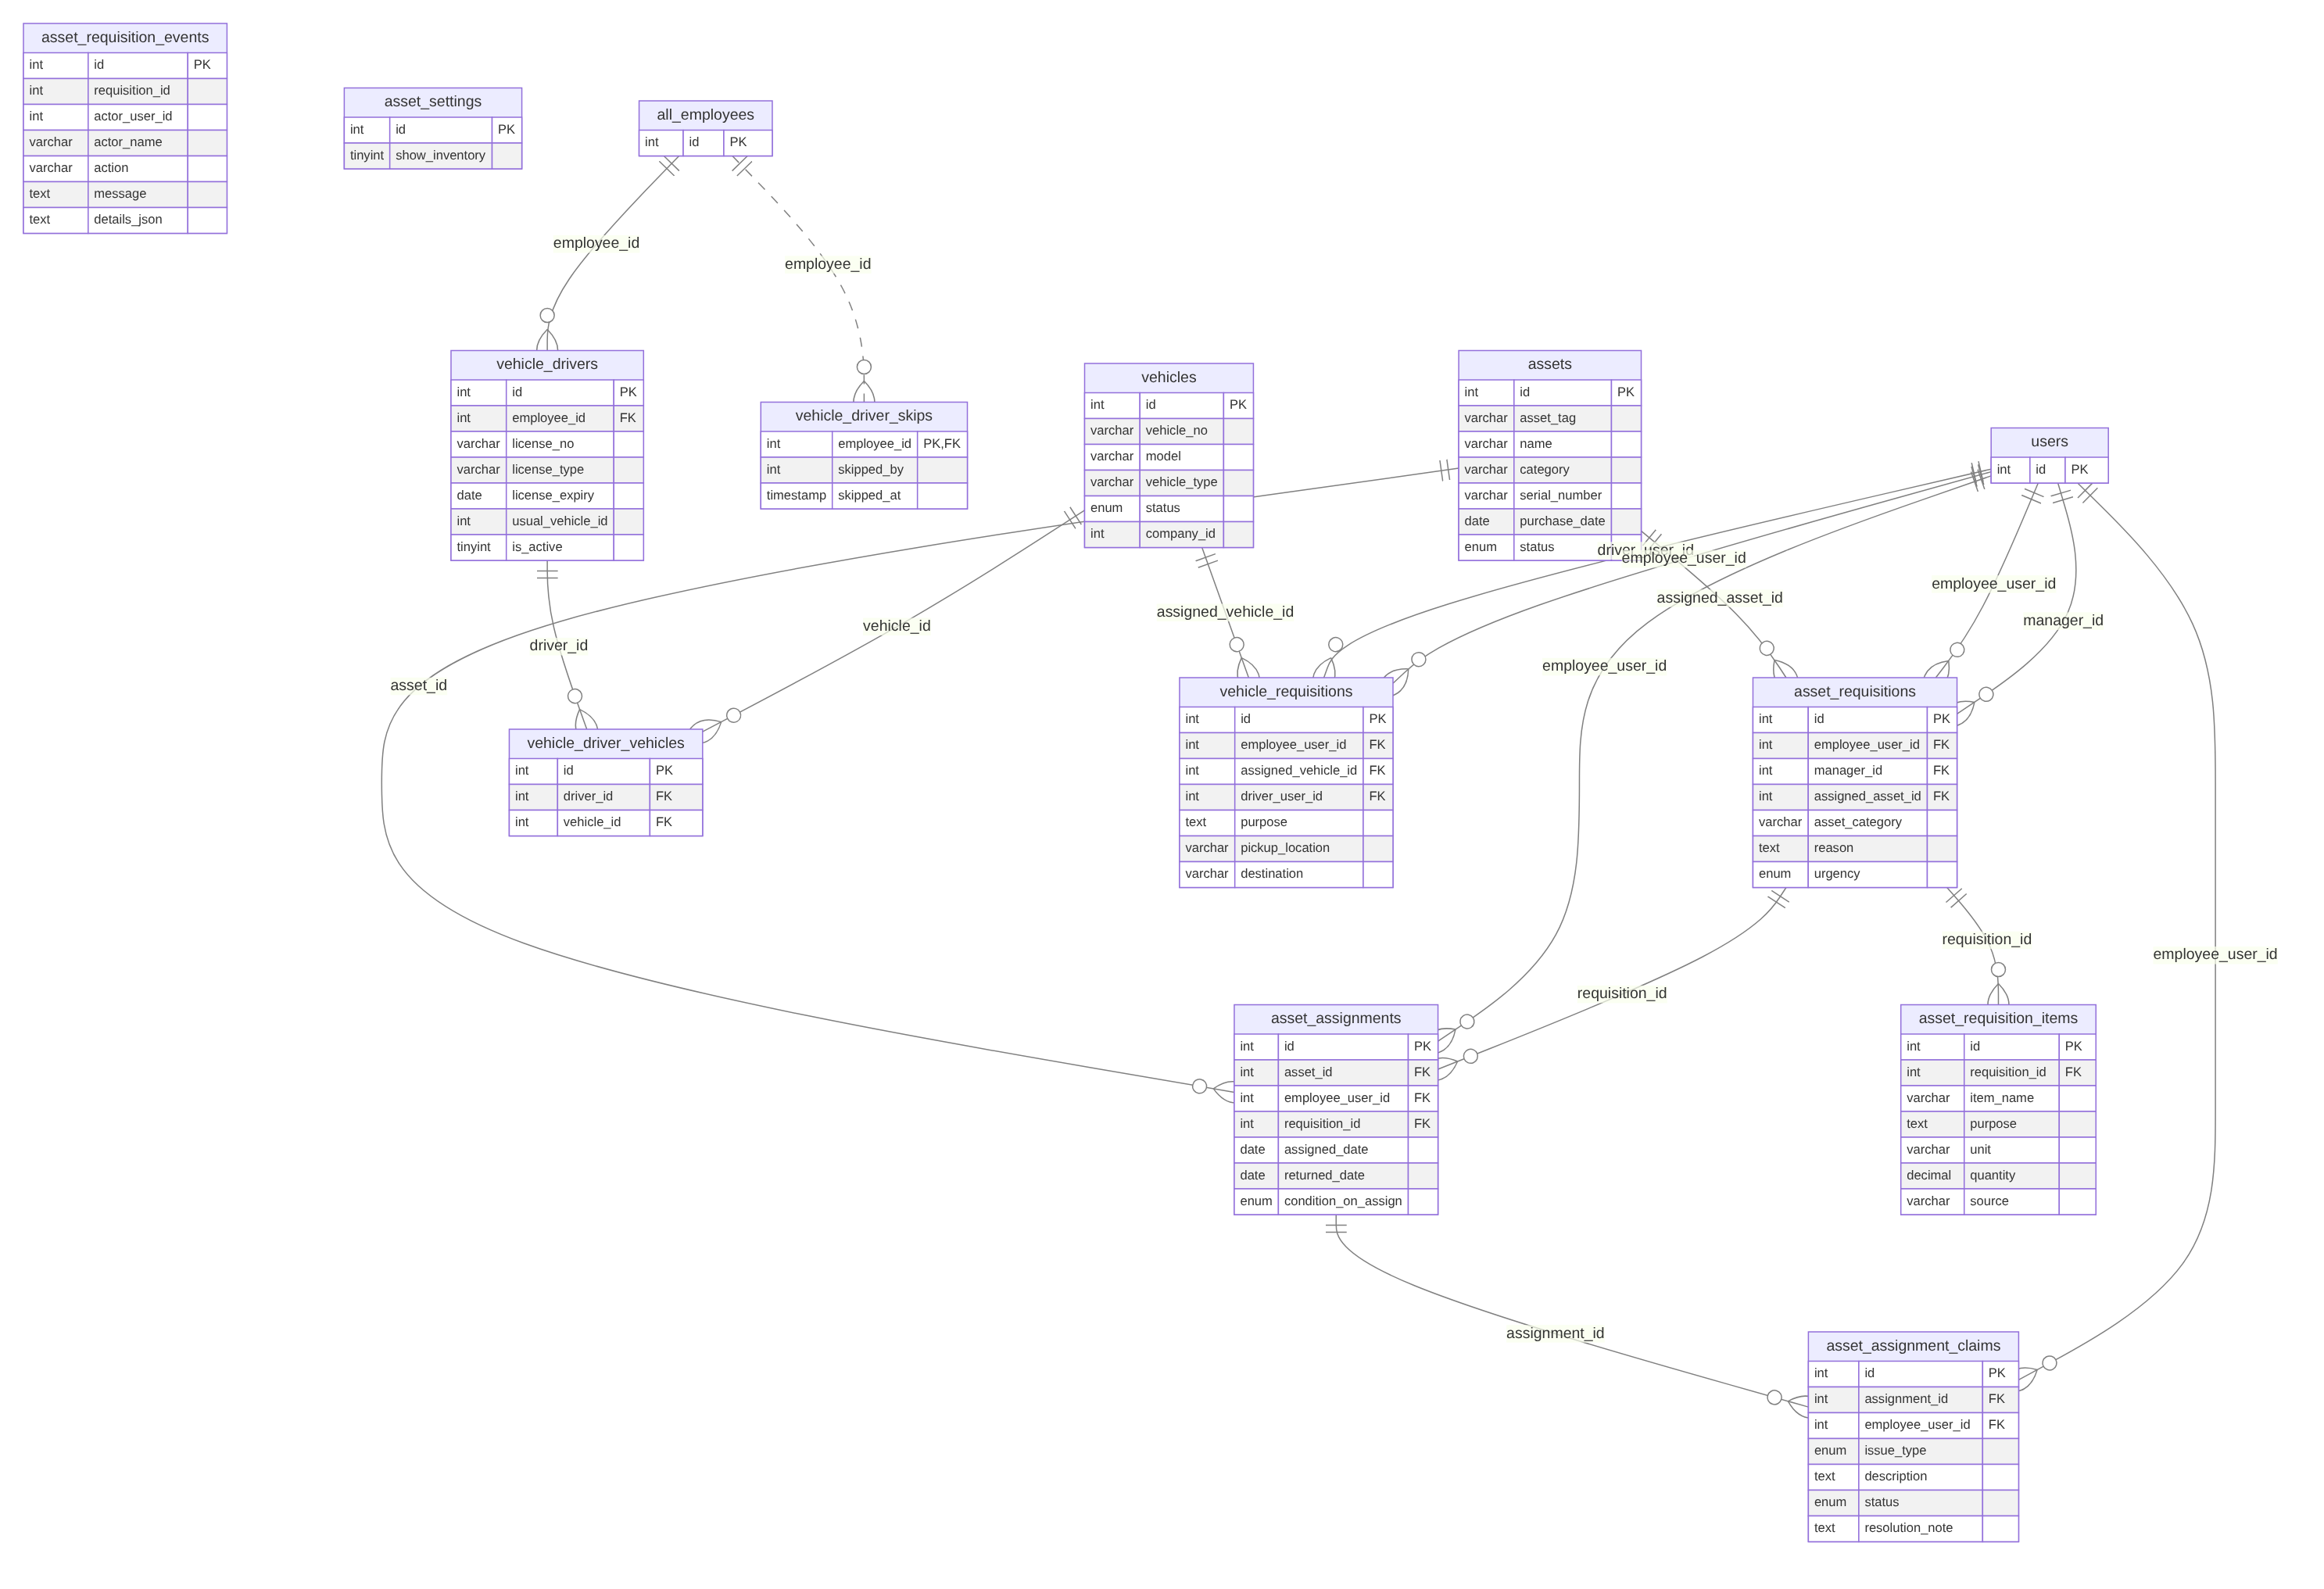 asset_requisition_events
int id PK
int requisition_id
int actor_user_id
varchar actor_name
varchar action
text message
text details_json
asset_settings
int id PK
tinyint show_inventory
all_employees
int id PK
employee_id
employee_id
vehicle_drivers
int id PK
int employee_id FK
varchar license_no
varchar license_type
date license_expiry
int usual_vehicle_id
tinyint is_active
vehicle_driver_skips
int employee_id PK,FK
int skipped_by
timestamp skipped_at
vehicles
int id PK
varchar vehicle_no
varchar model
varchar vehicle_type
enum status
int company_id
assets
int id PK
varchar asset_tag
varchar name
varchar category
varchar serial_number
date purchase_date
enum status
users
int id PK
driver_user_id
employee_user_id
employee_user_id
assigned_asset_id
assigned_vehicle_id
manager_id
vehicle_id
driver_id
employee_user_id
asset_id
vehicle_driver_vehicles
int id PK
int driver_id FK
int vehicle_id FK
vehicle_requisitions
int id PK
int employee_user_id FK
int assigned_vehicle_id FK
int driver_user_id FK
text purpose
varchar pickup_location
varchar destination
asset_requisitions
int id PK
int employee_user_id FK
int manager_id FK
int assigned_asset_id FK
varchar asset_category
text reason
enum urgency
requisition_id
employee_user_id
requisition_id
asset_assignments
int id PK
int asset_id FK
int employee_user_id FK
int requisition_id FK
date assigned_date
date returned_date
enum condition_on_assign
asset_requisition_items
int id PK
int requisition_id FK
varchar item_name
text purpose
varchar unit
decimal quantity
varchar source
assignment_id
asset_assignment_claims
int id PK
int assignment_id FK
int employee_user_id FK
enum issue_type
text description
enum status
text resolution_note